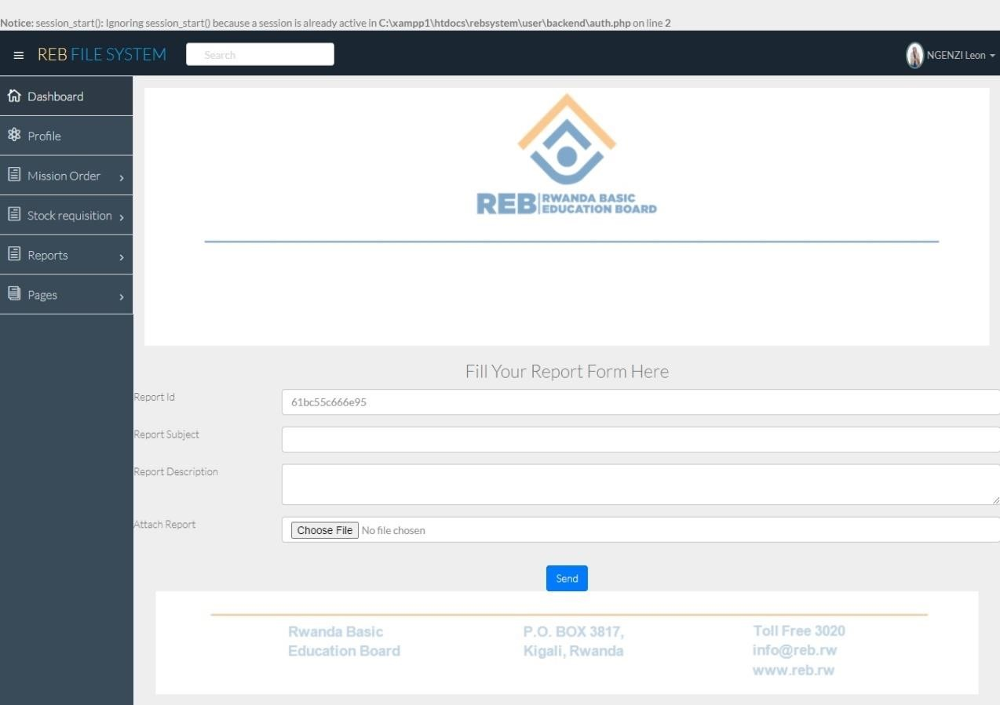 Notice: session_start(): Ignoring session_start() because a session is already active in C:\xampp1\htdocs\rebsystem\user\backend\auth.php on line 2
REB FILE SYSTEM
Search
NGENZI Leon
Dashboard
Profile
Mission Order
Stock requisition
Reports
Pages
REB RWANDA BASIC
EDUCATION BOARD
Fill Your Report Form Here
Report Id
61bc55c666e95
Report Subject
Report Description
Attach Report
Choose File No file chosen
Send
Rwanda Basic
Education Board
P.O. BOX 3817,
Kigali, Rwanda
Toll Free 3020
info@reb.rw
www.reb.rw